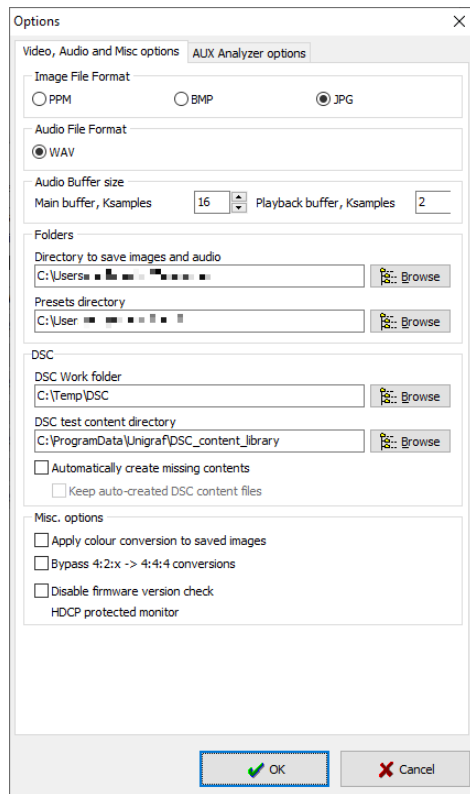 Options
Video, Audio and Misc options AUX Analyzer options
Image File Format
PPM BMP JPG
Audio File Format
WAV
Audio Buffer size
Main buffer, Ksamples 16 Playback buffer, Ksamples 2
Folders
Directory to save images and audio
C:\Users Browse
Presets directory
C:\User Browse
DSC
DSC Work folder
C:\Temp\DSC Browse
DSC test content directory
C:\ProgramData\Unigraf\DSC_content_library Browse
Automatically create missing contents
Keep auto-created DSC content files
Misc. options
Apply colour conversion to saved images
Bypass 4:2:x -> 4:4:4 conversions
Disable firmware version check
HDCP protected monitor
OK Cancel